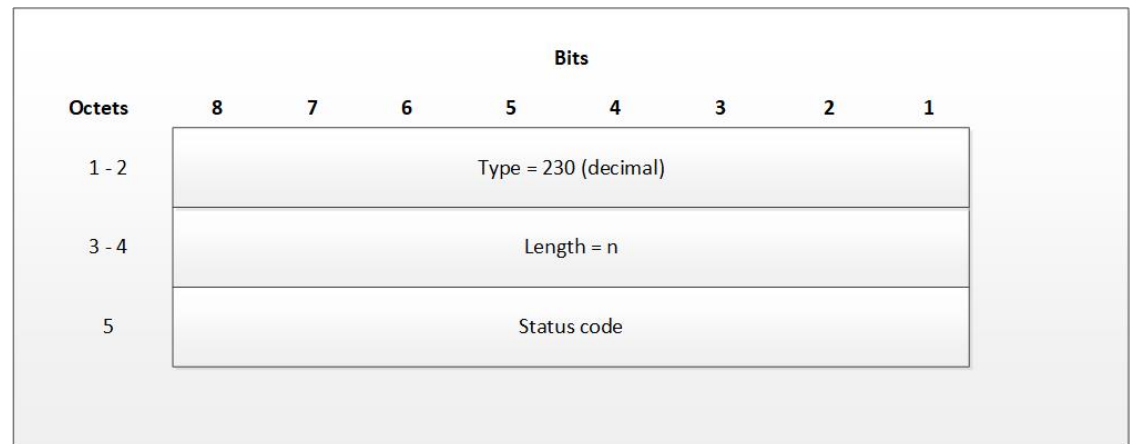 Bits
Octets 8 7 6 5 4 3 2 1
1 - 2 Type = 230 (decimal)
3 - 4 Length = n
5 Status code